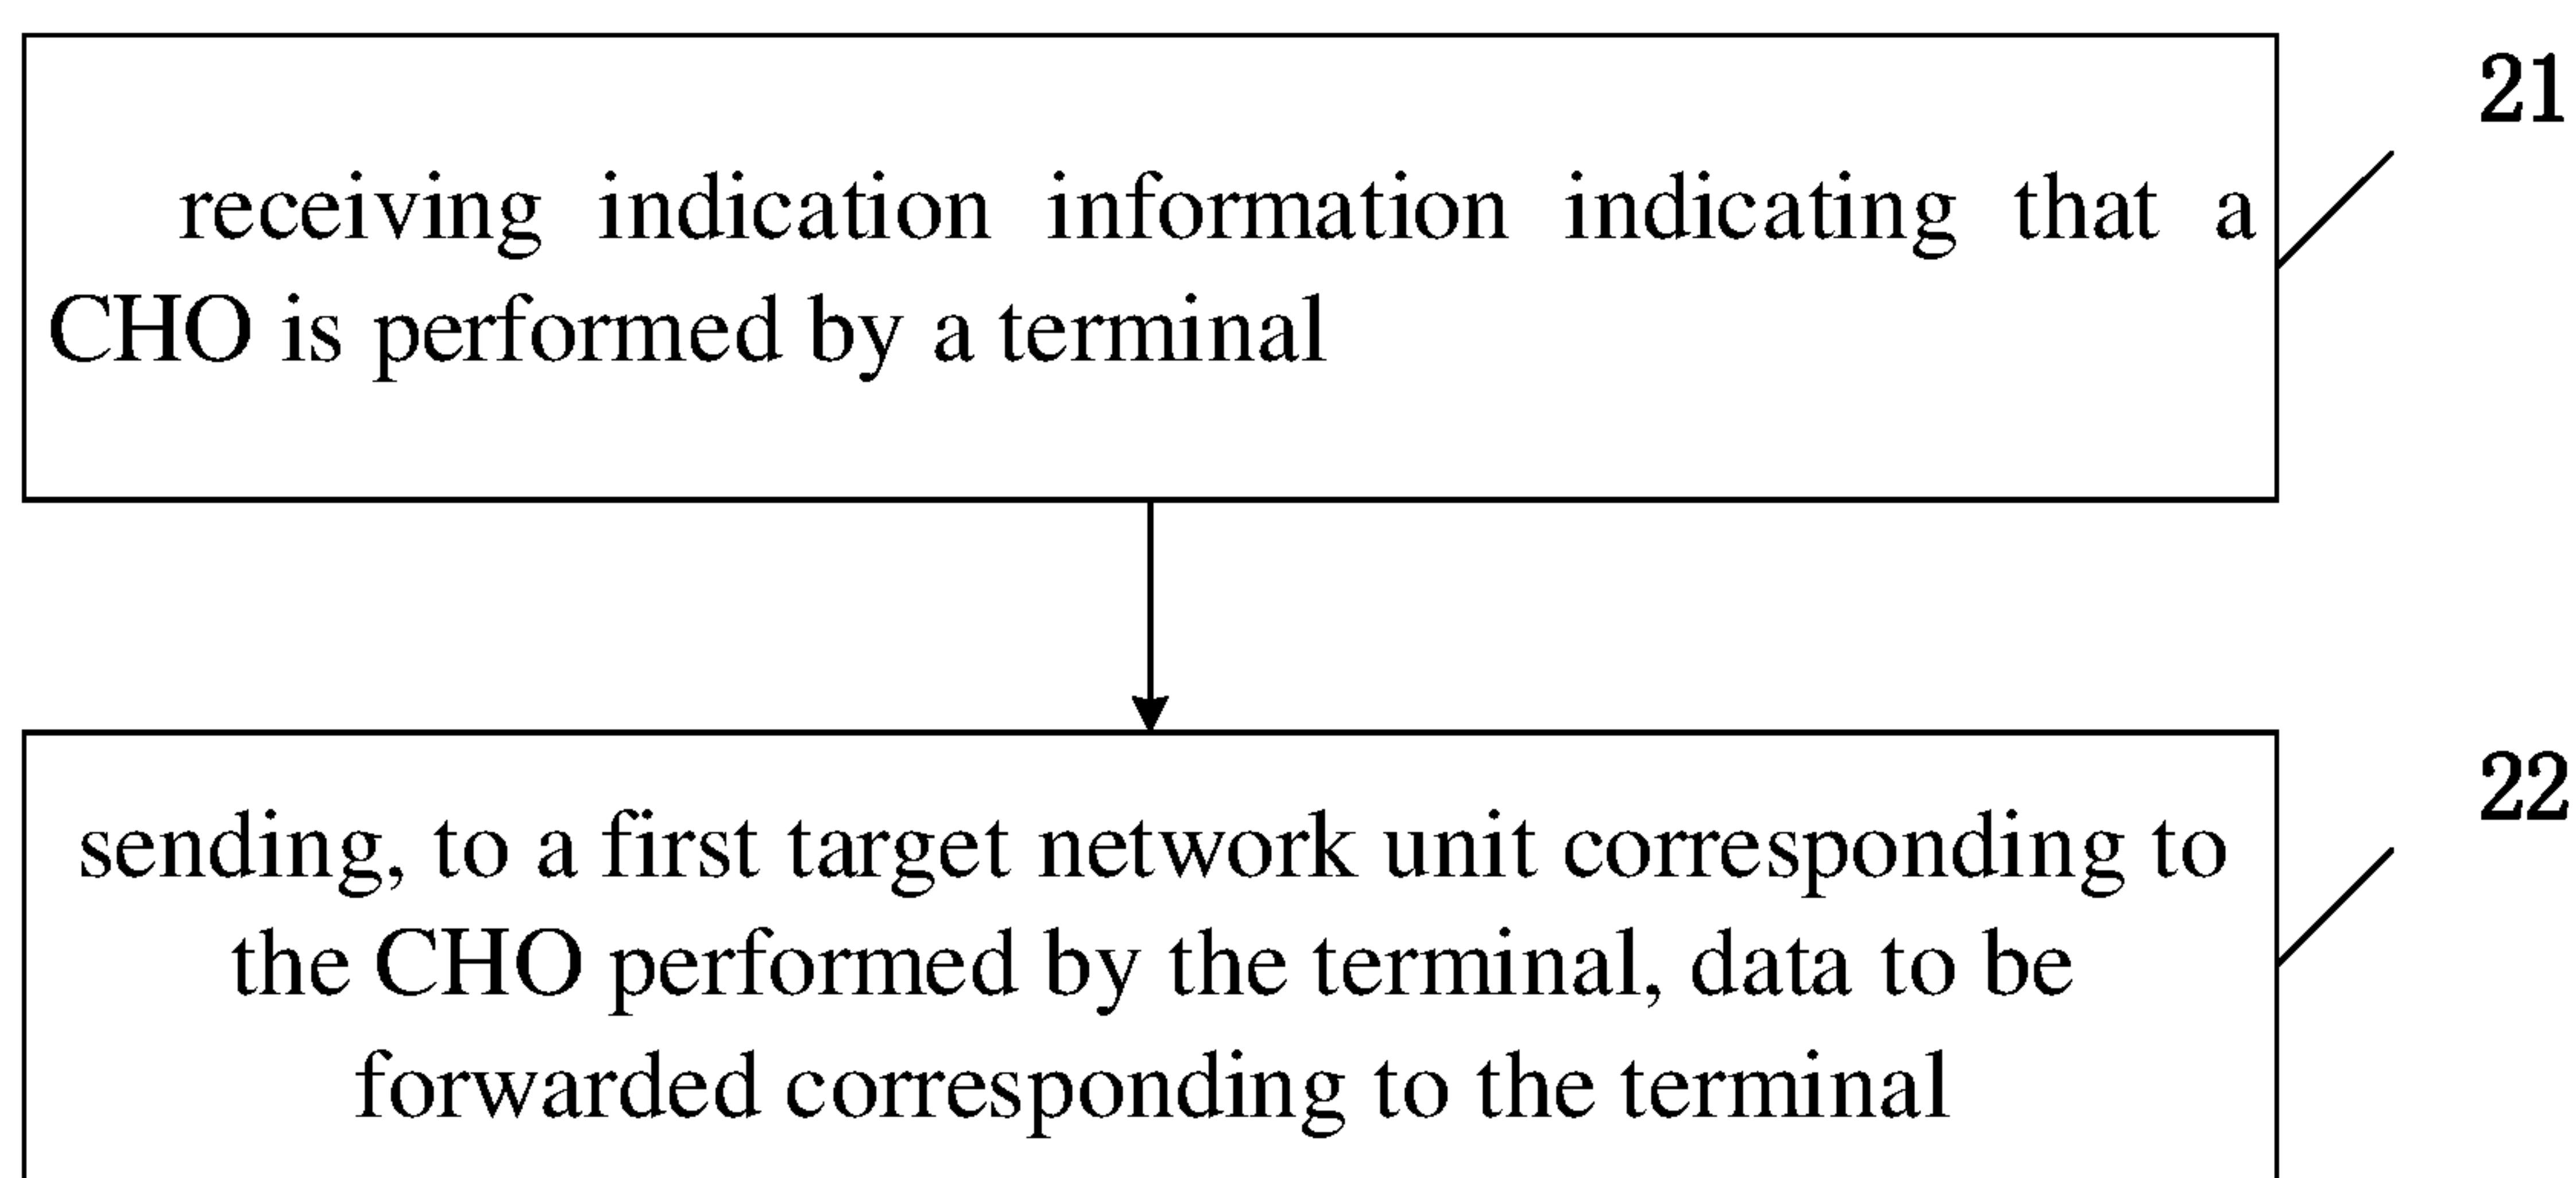 21
receiving indication information indicating that a
CHO is performed by a terminal
22
sending, to a first target network unit corresponding to
the CHO performed by the terminal, data to be
forwarded corresponding to the terminal